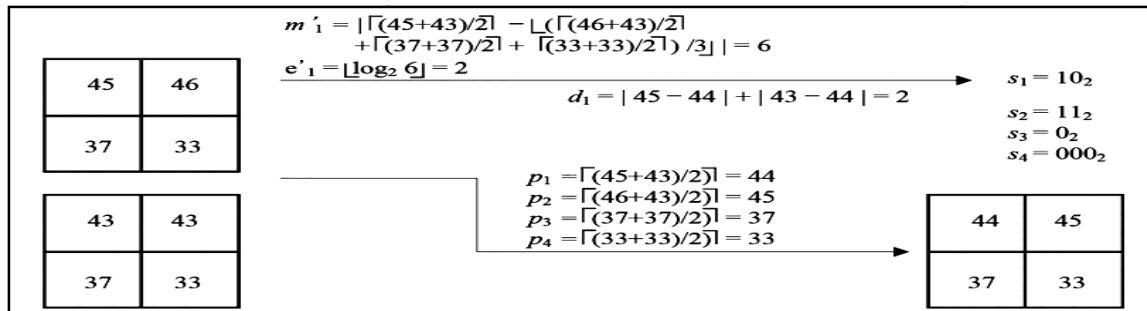 m'₁ = |⌈(45+43)/2⌉ − ⌊(⌈(46+43)/2⌉
+⌈(37+37)/2⌉ + ⌈(33+33)/2⌉) /3⌋ | = 6
e'₁ = ⌊log₂ 6⌋ = 2
d₁ = | 45 − 44 | + | 43 − 44 | = 2
s₁ = 10₂
s₂ = 11₂
s₃ = 0₂
s₄ = 000₂
45 46
37 33
43 43
37 33
p₁ =⌈(45+43)/2)⌉ = 44
p₂ =⌈(46+43)/2)⌉ = 45
p₃ =⌈(37+37)/2)⌉ = 37
p₄ =⌈(33+33)/2)⌉ = 33
44 45
37 33